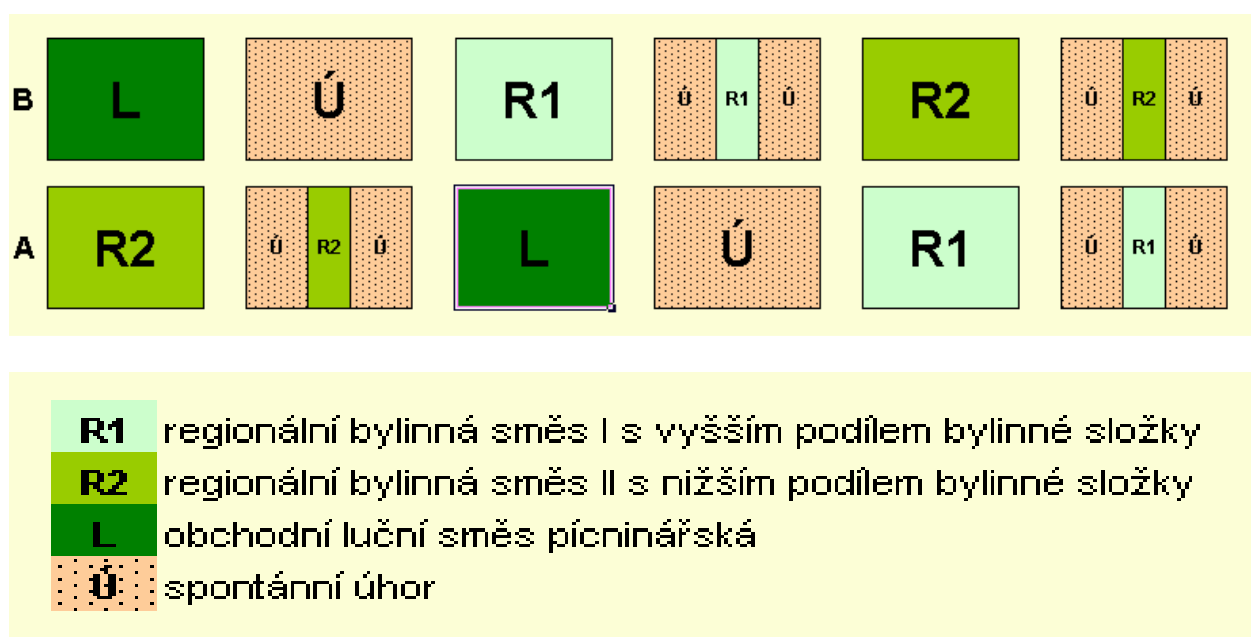 B L Ú R1 Ú R1 Ú R2 Ú R2 Ú
A R2 Ú R2 Ú L Ú R1 Ú R1 Ú
R1 regionální bylinná směs I s vyšším podílem bylinné složky
R2 regionální bylinná směs II s nižším podílem bylinné složky
L obchodní luční směs pícninářská
Ú spontánní úhor